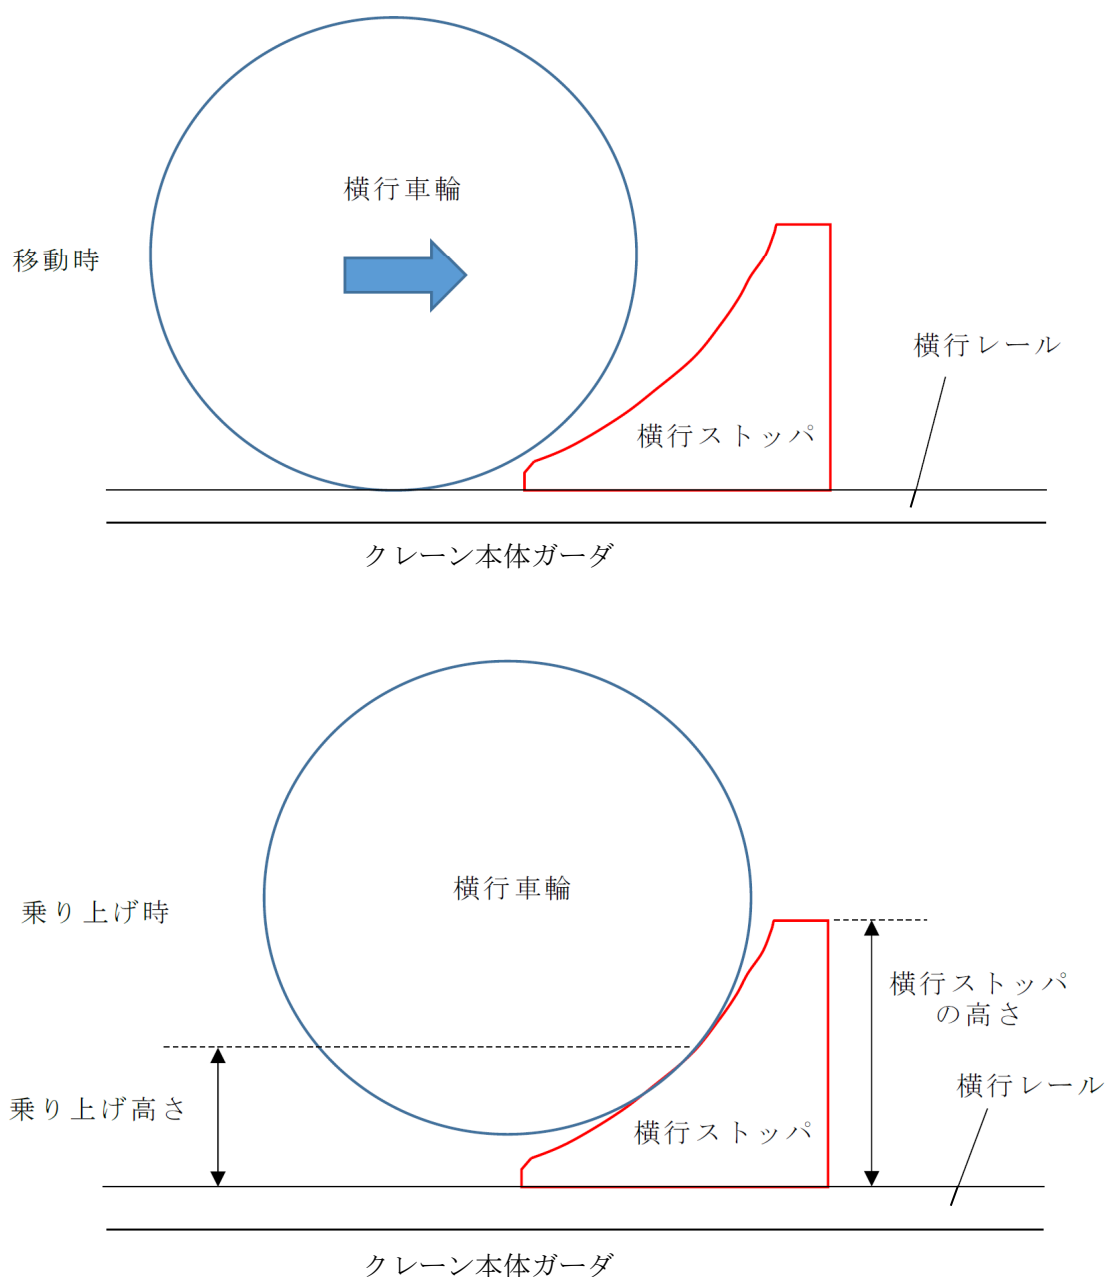 横行車輪
移動時
横行レール
横行ストッパ
クレーン本体ガーダ
横行車輪
乗り上げ時
横行ストッパ
の高さ
横行レール
乗り上げ高さ
横行ストッパ
クレーン本体ガーダ